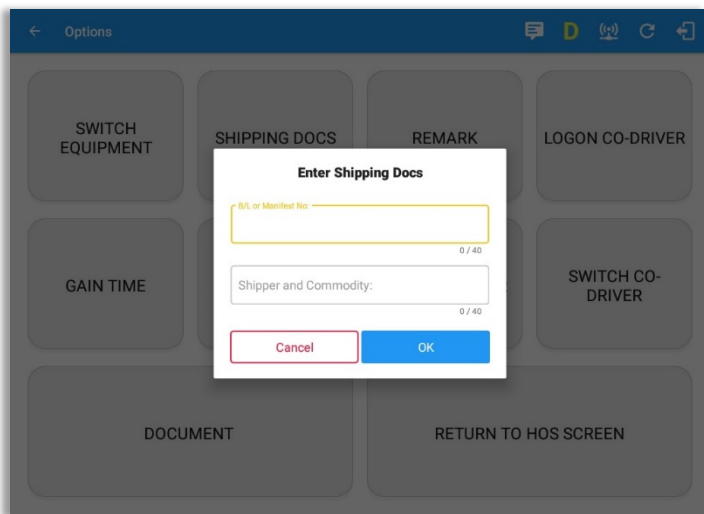 Options
D
SWITCH
EQUIPMENT
SHIPPING DOCS
REMARK
LOGON CO-DRIVER
Enter Shipping Docs
B/L or Manifest No:
0 / 40
Shipper and Commodity:
0 / 40
Cancel
OK
GAIN TIME
SWITCH CO-
DRIVER
DOCUMENT
RETURN TO HOS SCREEN